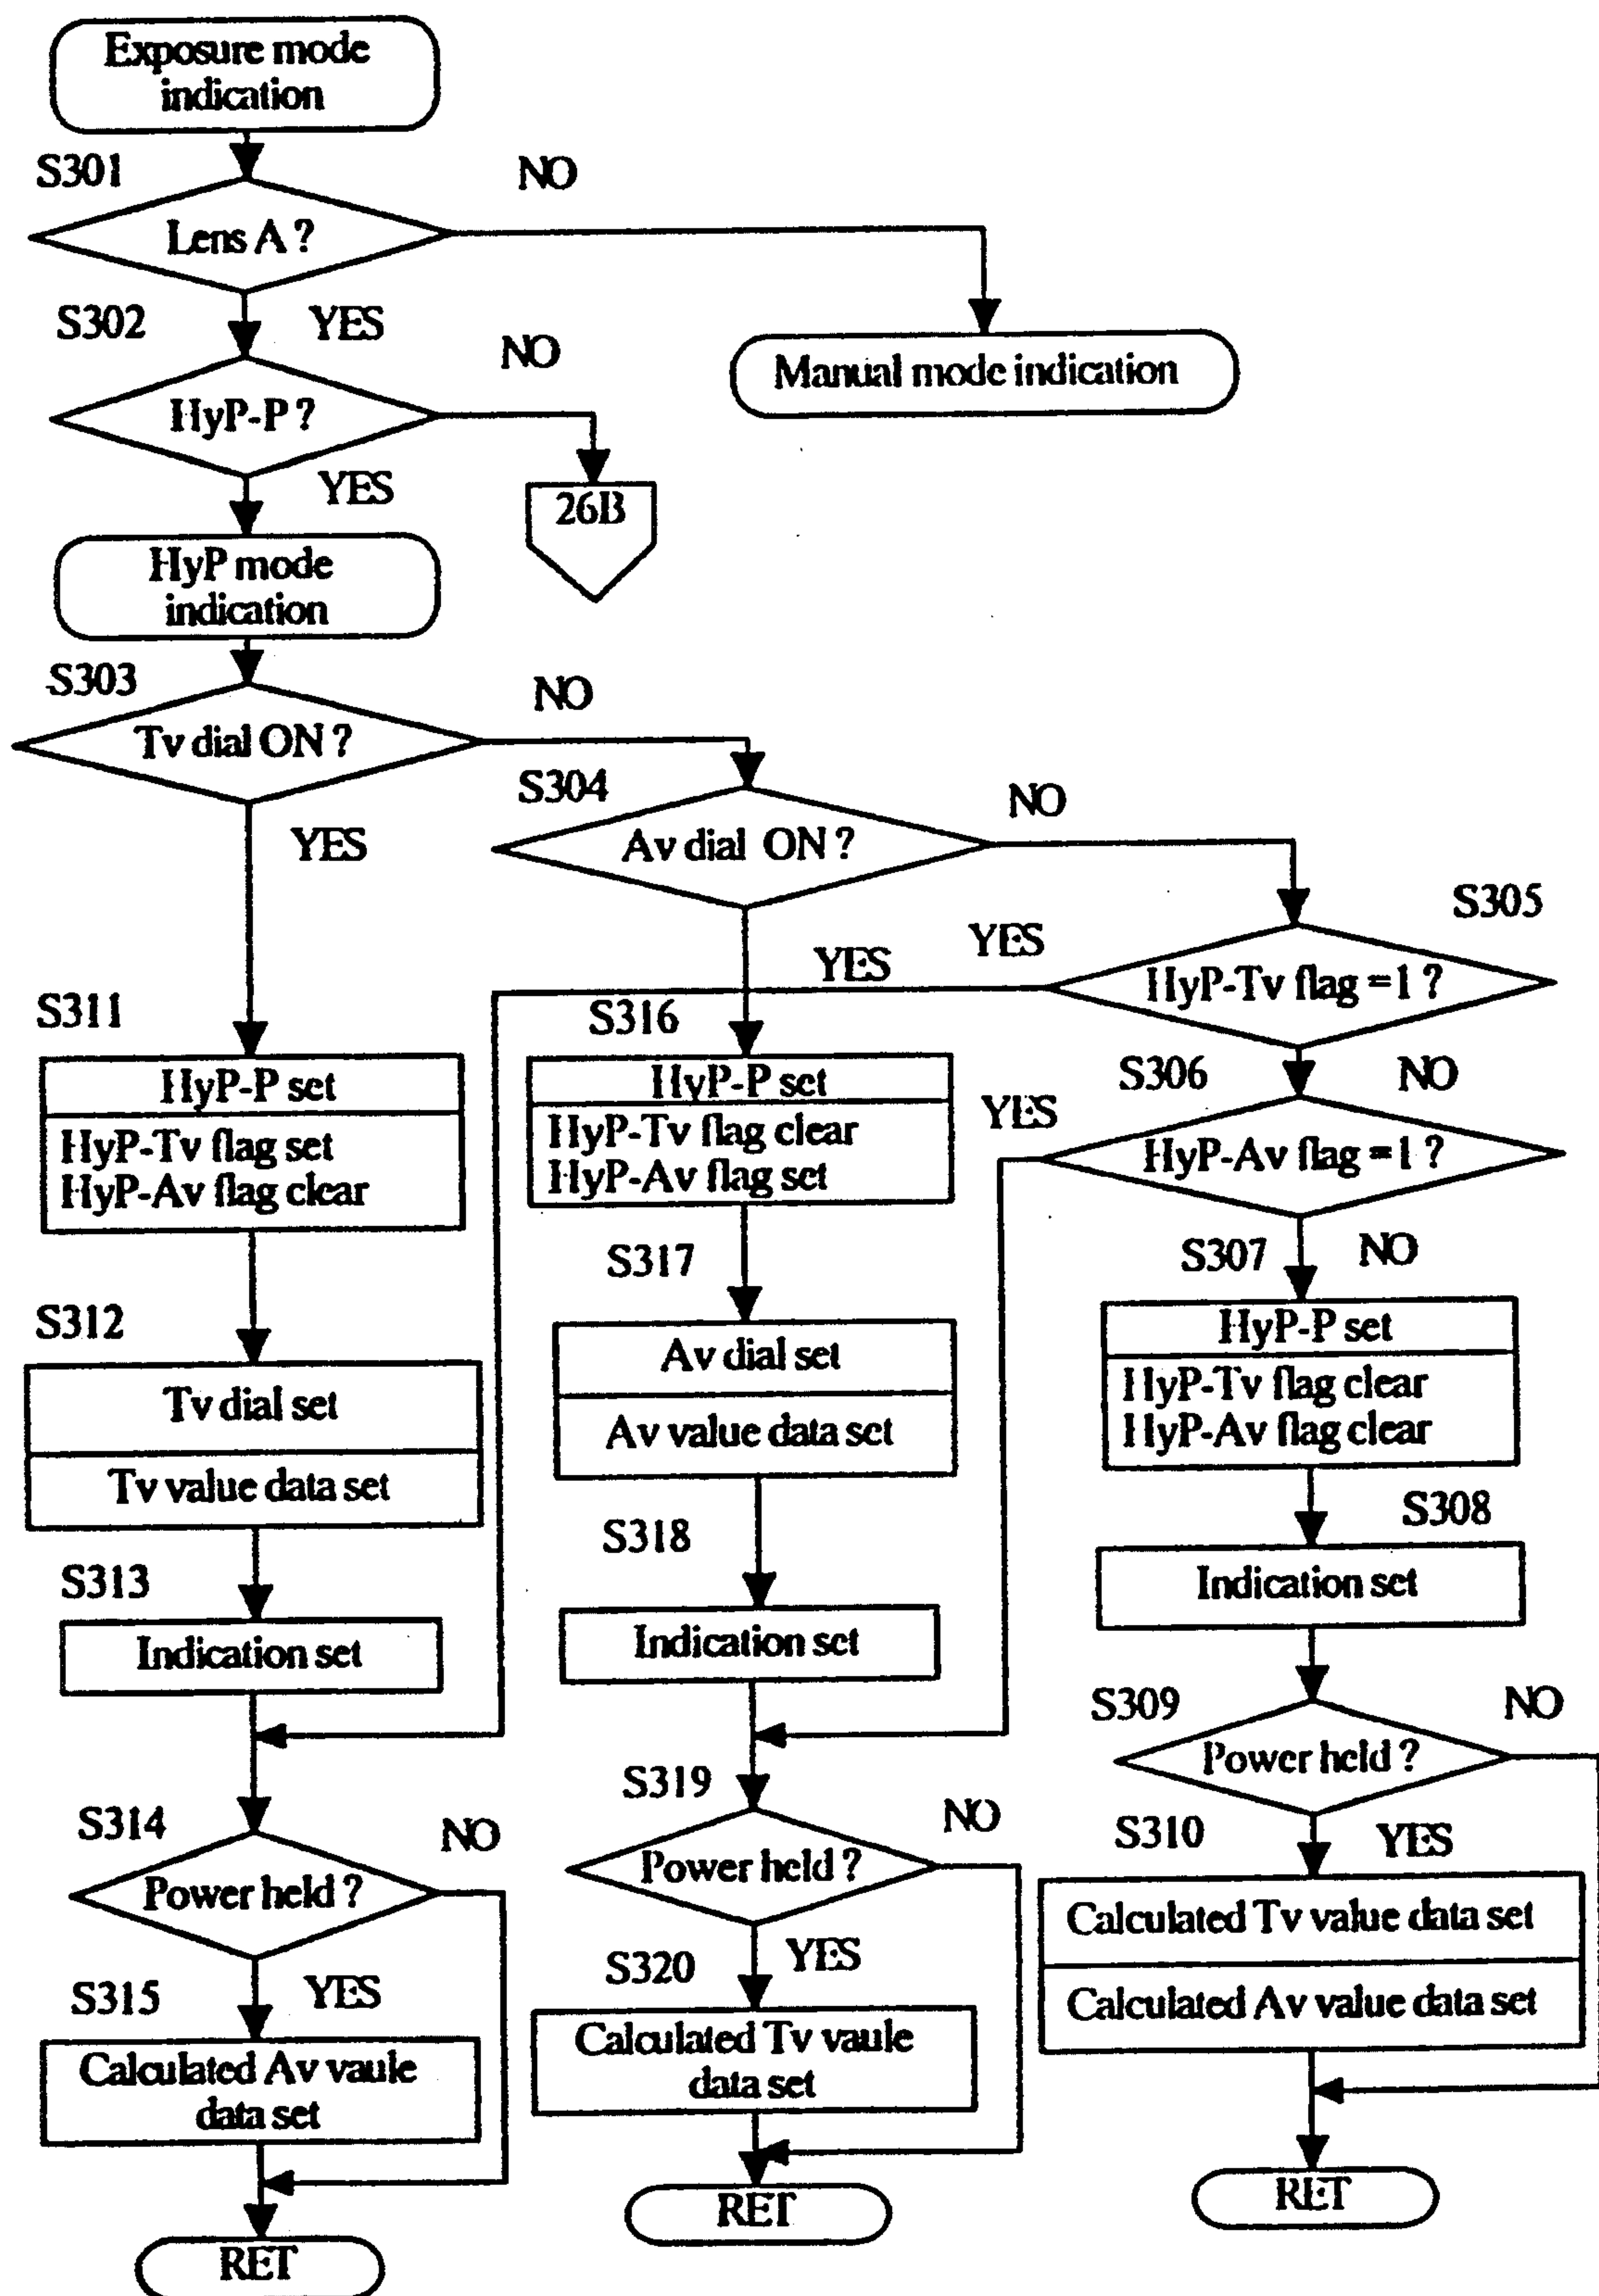 Exposure mode
indication
S301
NO
Lens A ?
S302
YES
NO
Manual mode indication
HyP-P ?
YES
26B
HyP mode
indication
S303
NO
Tv dial ON ?
S304
NO
Av dial ON ?
YES
S305
YES
YES
HyP-Tv flag =1 ?
S311
S316
S306
NO
HyP-P set
HyP-Tv flag set
HyP-Av flag clear
HyP-P set
HyP-Tv flag clear
HyP-Av flag set
YES
HyP-Av flag =1 ?
S317
S307
NO
S312
HyP-P set
HyP-Tv flag clear
HyP-Av flag clear
Tv dial set
Tv value data set
Av dial set
Av value data set
S308
S318
S313
Indication set
Indication set
Indication set
S309
NO
Power held ?
S319
NO
S314
NO
S310
YES
Power held ?
Power held ?
Calculated Tv value data set
Calculated Av value data set
S320
YES
S315
YES
Calculated Tv vaule
data set
Calculated Av vaule
data set
RET
RET
RET